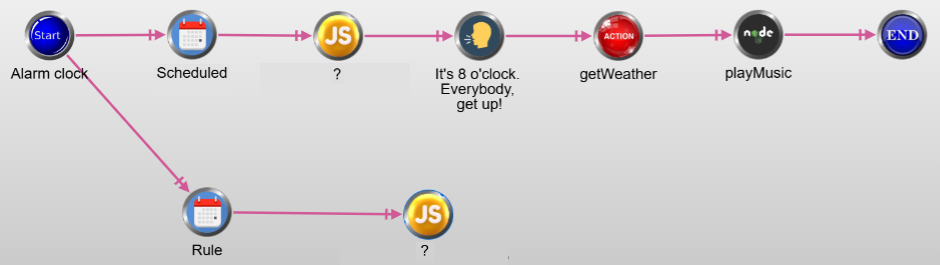 Start
JS
ACTION
node
END
Alarm clock
Scheduled
?
It's 8 o'clock.
Everybody,
get up!
getWeather
playMusic
JS
Rule
?